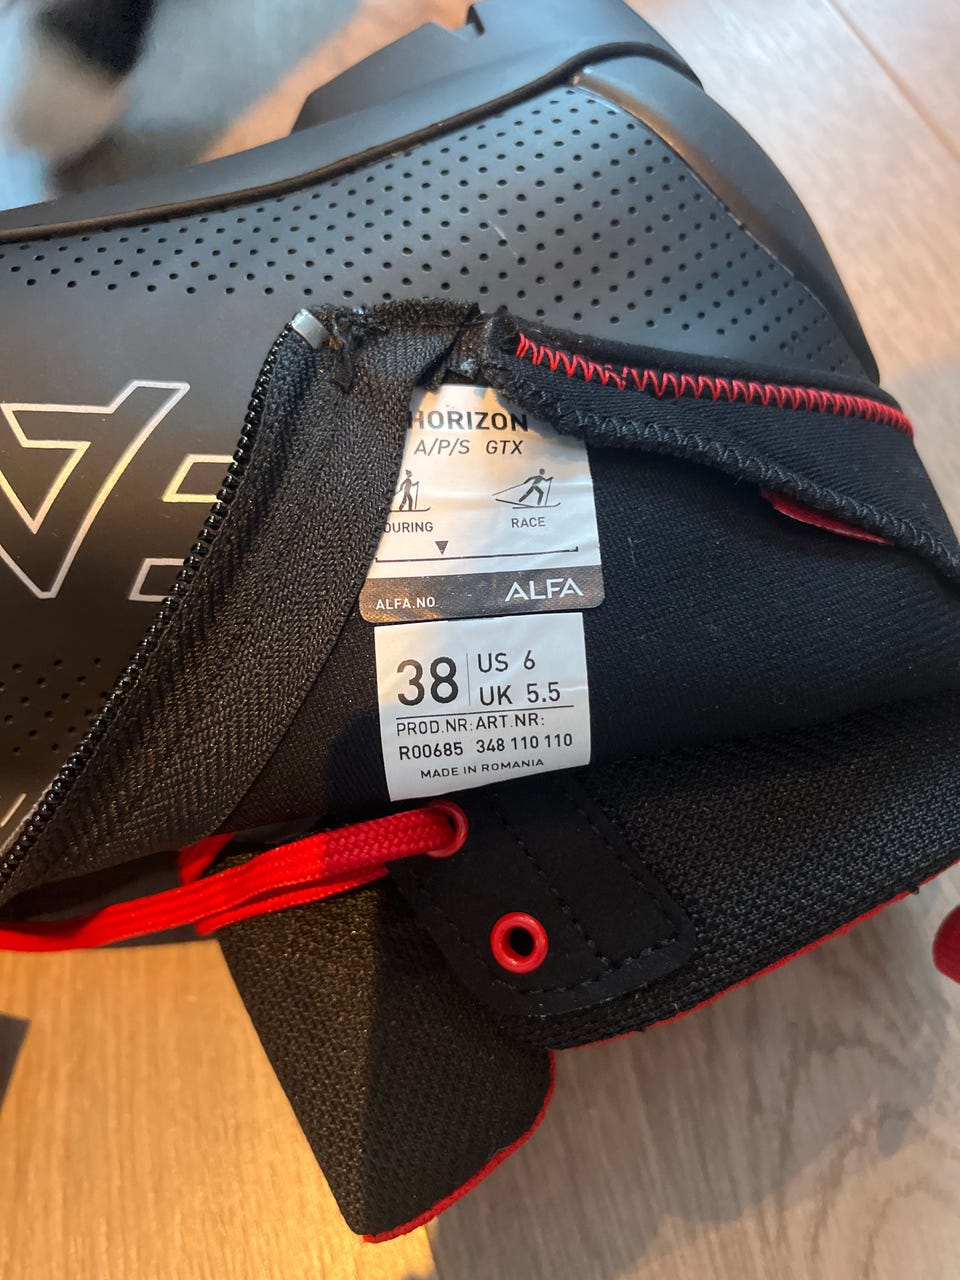 HORIZON
A/P/S GTX
OURING RACE
ALFA.NO ALFA
38 US 6
UK 5.5
PROD.NR: ART.NR:
R00685 348 110 110
MADE IN ROMANIA